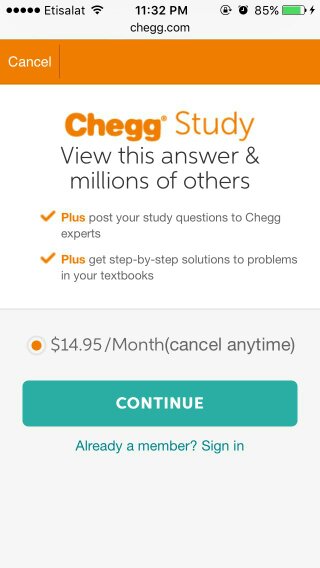 Etisalat 11:32 PM 85%
chegg.com
Cancel
Chegg® Study
View this answer &
millions of others
Plus post your study questions to Chegg
experts
Plus get step-by-step solutions to problems
in your textbooks
$14.95/Month(cancel anytime)
CONTINUE
Already a member? Sign in